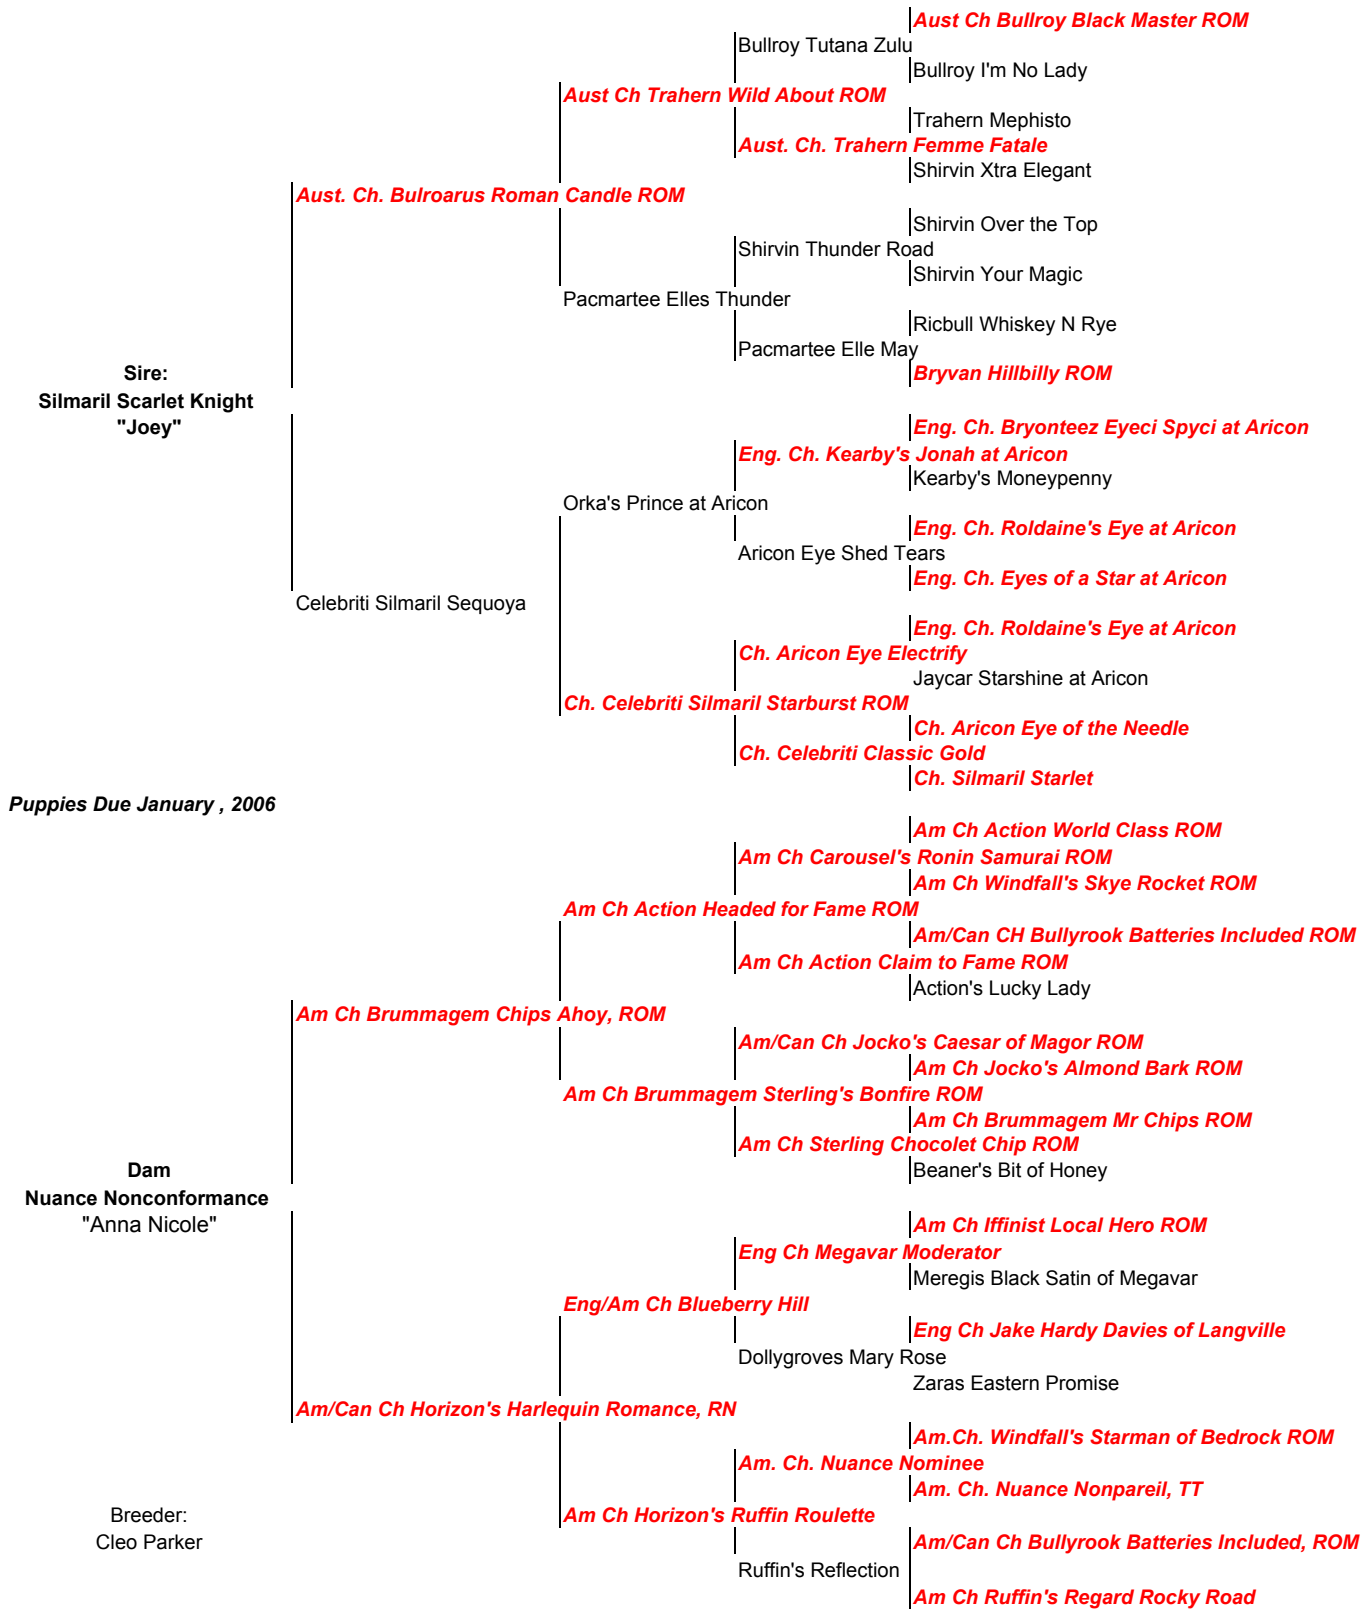 Aust Ch Bullroy Black Master ROM
Bullroy Tutana Zulu
Bullroy I'm No Lady
Aust Ch Trahern Wild About ROM
Trahern Mephisto
Aust. Ch. Trahern Femme Fatale
Shirvin Xtra Elegant
Aust. Ch. Bulroarus Roman Candle ROM
Shirvin Over the Top
Shirvin Thunder Road
Shirvin Your Magic
Pacmartee Elles Thunder
Ricbull Whiskey N Rye
Pacmartee Elle May
Bryvan Hillbilly ROM
Sire:
Silmaril Scarlet Knight
"Joey"
Eng. Ch. Bryonteez Eyeci Spyci at Aricon
Eng. Ch. Kearby's Jonah at Aricon
Kearby's Moneypenny
Orka's Prince at Aricon
Eng. Ch. Roldaine's Eye at Aricon
Aricon Eye Shed Tears
Eng. Ch. Eyes of a Star at Aricon
Celebriti Silmaril Sequoya
Eng. Ch. Roldaine's Eye at Aricon
Ch. Aricon Eye Electrify
Jaycar Starshine at Aricon
Ch. Celebriti Silmaril Starburst ROM
Ch. Aricon Eye of the Needle
Ch. Celebriti Classic Gold
Ch. Silmaril Starlet
Puppies Due January , 2006
Am Ch Action World Class ROM
Am Ch Carousel's Ronin Samurai ROM
Am Ch Windfall's Skye Rocket ROM
Am Ch Action Headed for Fame ROM
Am/Can CH Bullyrook Batteries Included ROM
Am Ch Action Claim to Fame ROM
Action's Lucky Lady
Am Ch Brummagem Chips Ahoy, ROM
Am/Can Ch Jocko's Caesar of Magor ROM
Am Ch Jocko's Almond Bark ROM
Am Ch Brummagem Sterling's Bonfire ROM
Am Ch Brummagem Mr Chips ROM
Am Ch Sterling Chocolet Chip ROM
Beaner's Bit of Honey
Dam
Nuance Nonconformance
"Anna Nicole"
Am Ch Iffinist Local Hero ROM
Eng Ch Megavar Moderator
Meregis Black Satin of Megavar
Eng/Am Ch Blueberry Hill
Eng Ch Jake Hardy Davies of Langville
Dollygroves Mary Rose
Zaras Eastern Promise
Am/Can Ch Horizon's Harlequin Romance, RN
Am.Ch. Windfall's Starman of Bedrock ROM
Am. Ch. Nuance Nominee
Am. Ch. Nuance Nonpareil, TT
Am Ch Horizon's Ruffin Roulette
Breeder:
Cleo Parker
Am/Can Ch Bullyrook Batteries Included, ROM
Ruffin's Reflection
Am Ch Ruffin's Regard Rocky Road